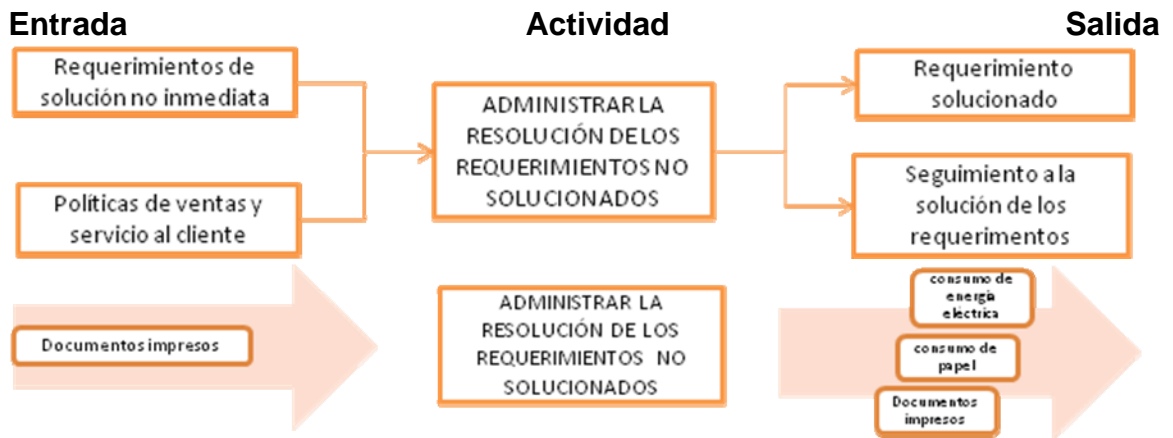 Entrada Actividad Salida
Requerimientos de
solución no inmediata
Políticas de ventas y
servicio al cliente
ADMINISTRAR LA
RESOLUCIÓN DE LOS
REQUERIMIENTOS NO
SOLUCIONADOS
Requerimiento
solucionado
Seguimiento a la
solución de los
requerimentos
Documentos impresos
ADMINISTRAR LA
RESOLUCIÓN DE LOS
REQUERIMIENTOS NO
SOLUCIONADOS
consumo de
energía
eléctrica
consumo de
papel
Documentos
impresos